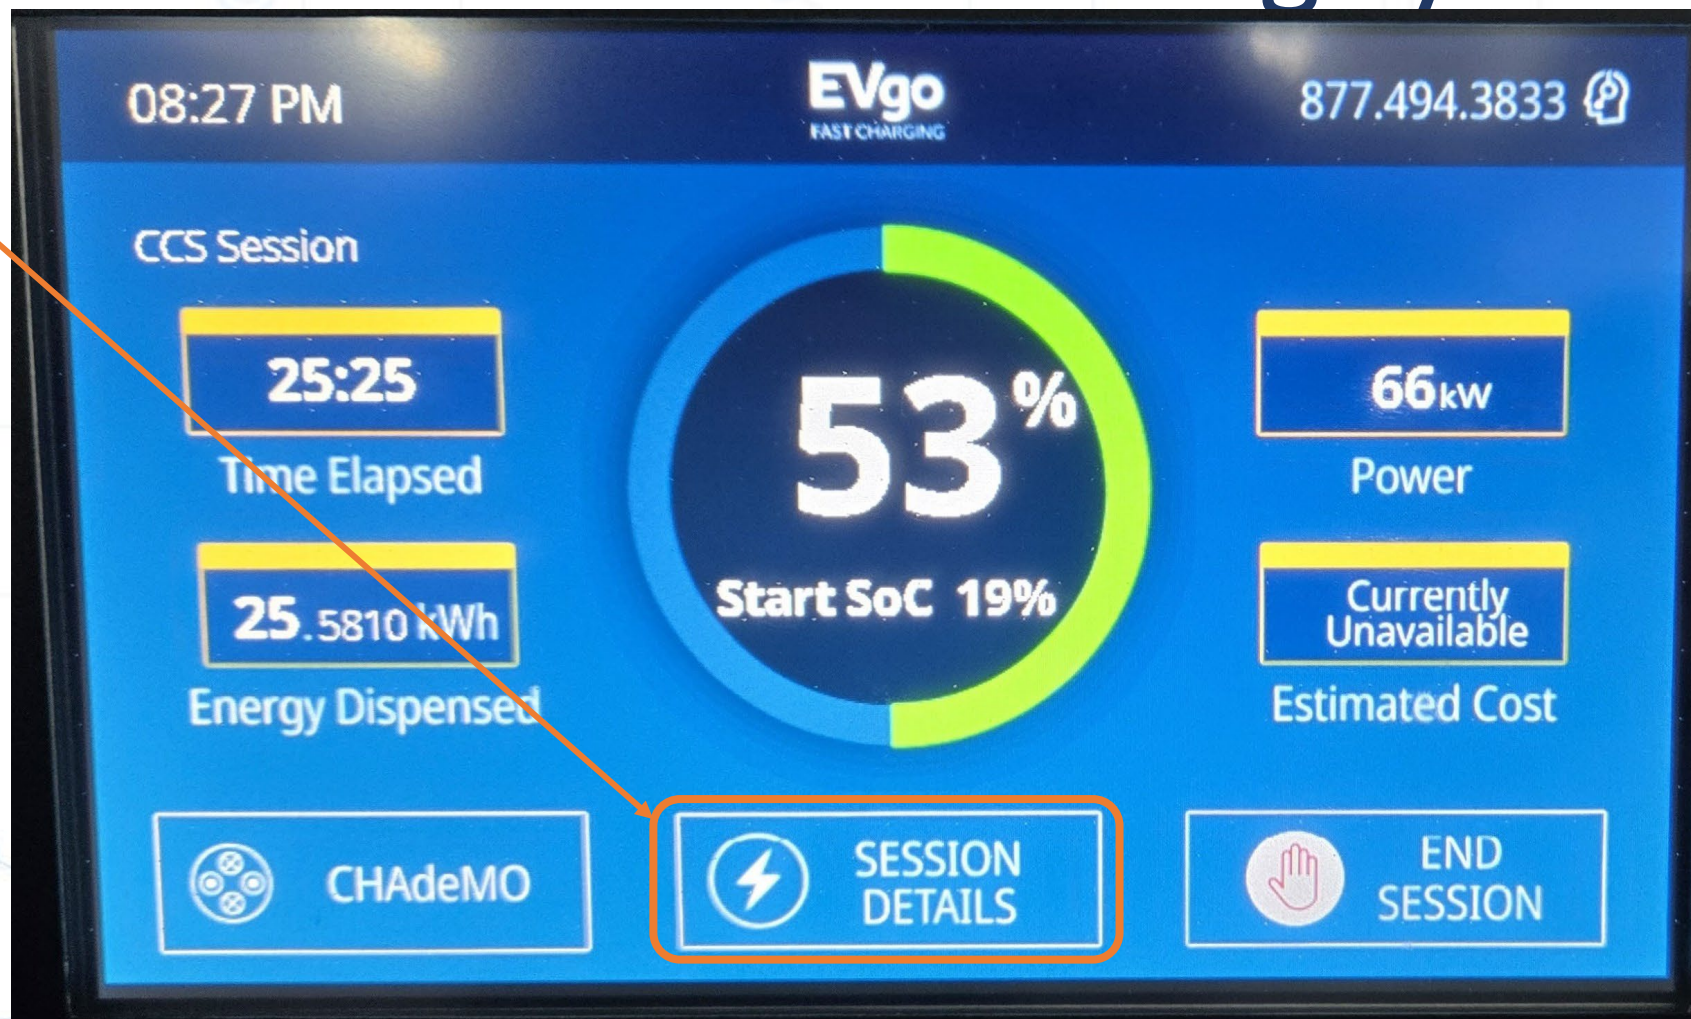 08:27 PM
EVgo
FAST CHARGING
877.494.3833
CCS Session
25:25
Time Elapsed
25.5810 kWh
Energy Dispensed
53%
Start SoC 19%
66kW
Power
Currently
Unavailable
Estimated Cost
CHAdeMO
SESSION
DETAILS
END
SESSION